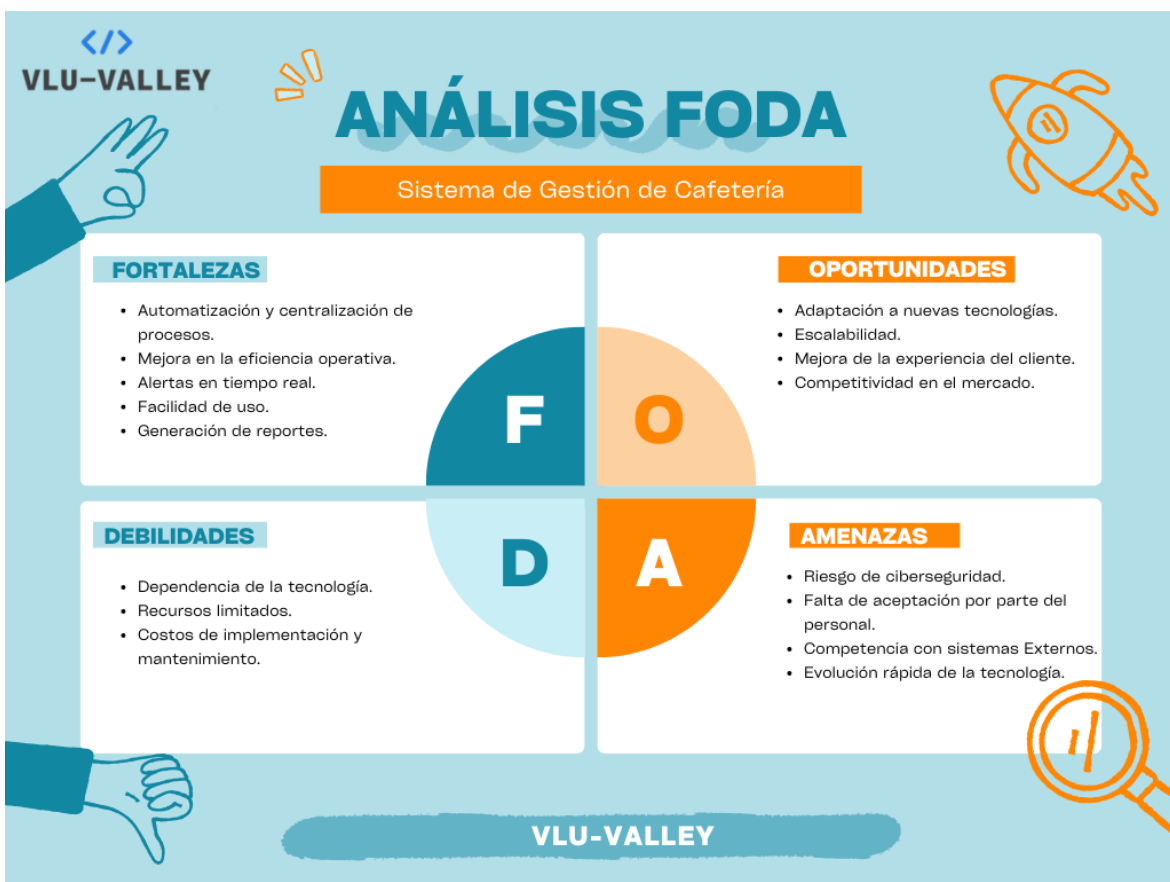 </>
VLU-VALLEY
ANÁLISIS FODA
Sistema de Gestión de Cafetería
FORTALEZAS
• Automatización y centralización de
procesos.
• Mejora en la eficiencia operativa.
• Alertas en tiempo real.
• Facilidad de uso.
• Generación de reportes.
F
OPORTUNIDADES
• Adaptación a nuevas tecnologías.
• Escalabilidad.
• Mejora de la experiencia del cliente.
• Competitividad en el mercado.
O
DEBILIDADES
• Dependencia de la tecnología.
• Recursos limitados.
• Costos de implementación y
mantenimiento.
D
AMENAZAS
• Riesgo de ciberseguridad.
• Falta de aceptación por parte del
personal.
• Competencia con sistemas Externos.
• Evolución rápida de la tecnología.
A
VLU-VALLEY